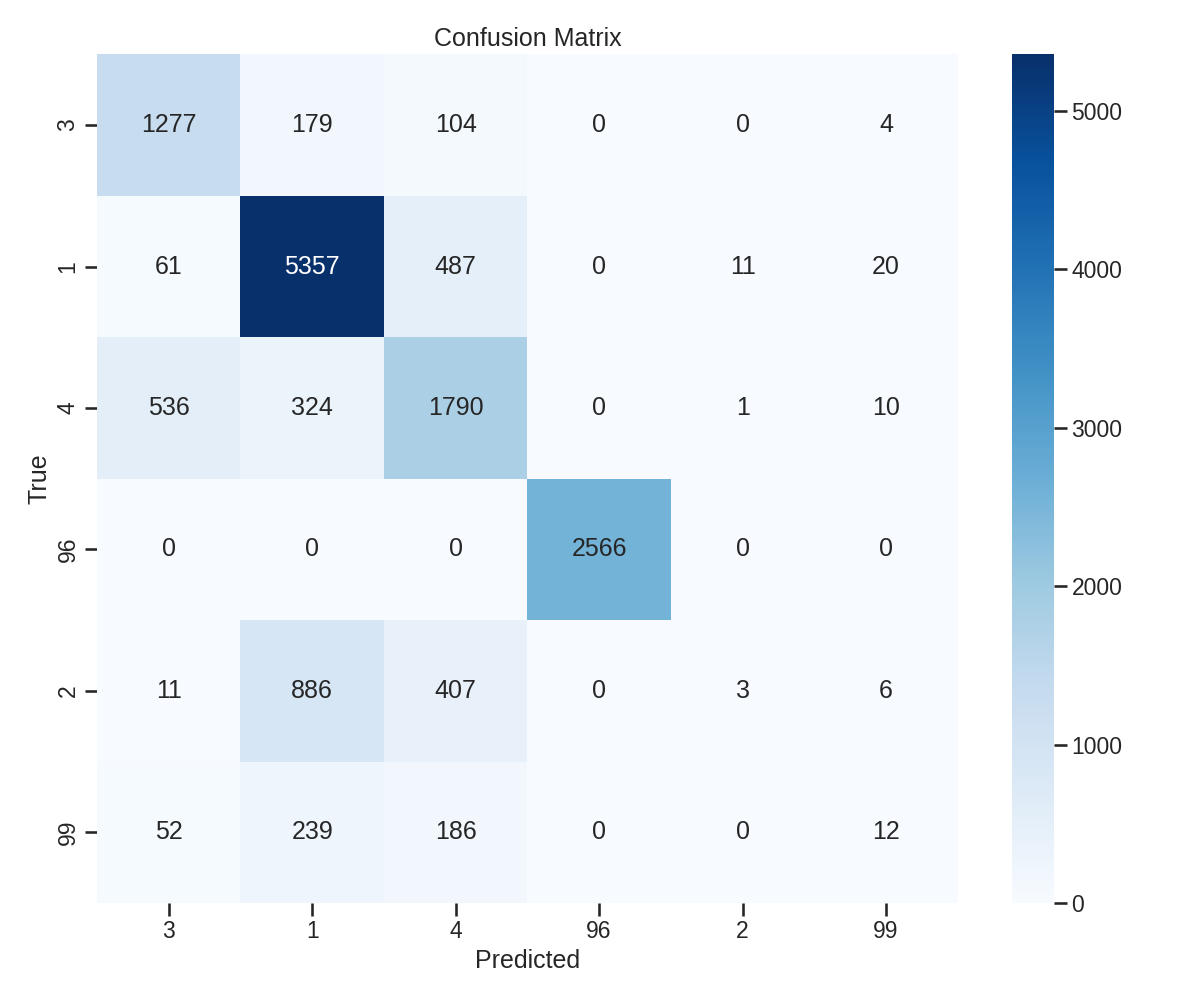 Confusion Matrix
3 1277 179 104 0 0 4
1 61 5357 487 0 11 20
4 536 324 1790 0 1 10
96 0 0 0 2566 0 0
2 11 886 407 0 3 6
99 52 239 186 0 0 12
3 1 4 96 2 99
Predicted
True
5000
4000
3000
2000
1000
0